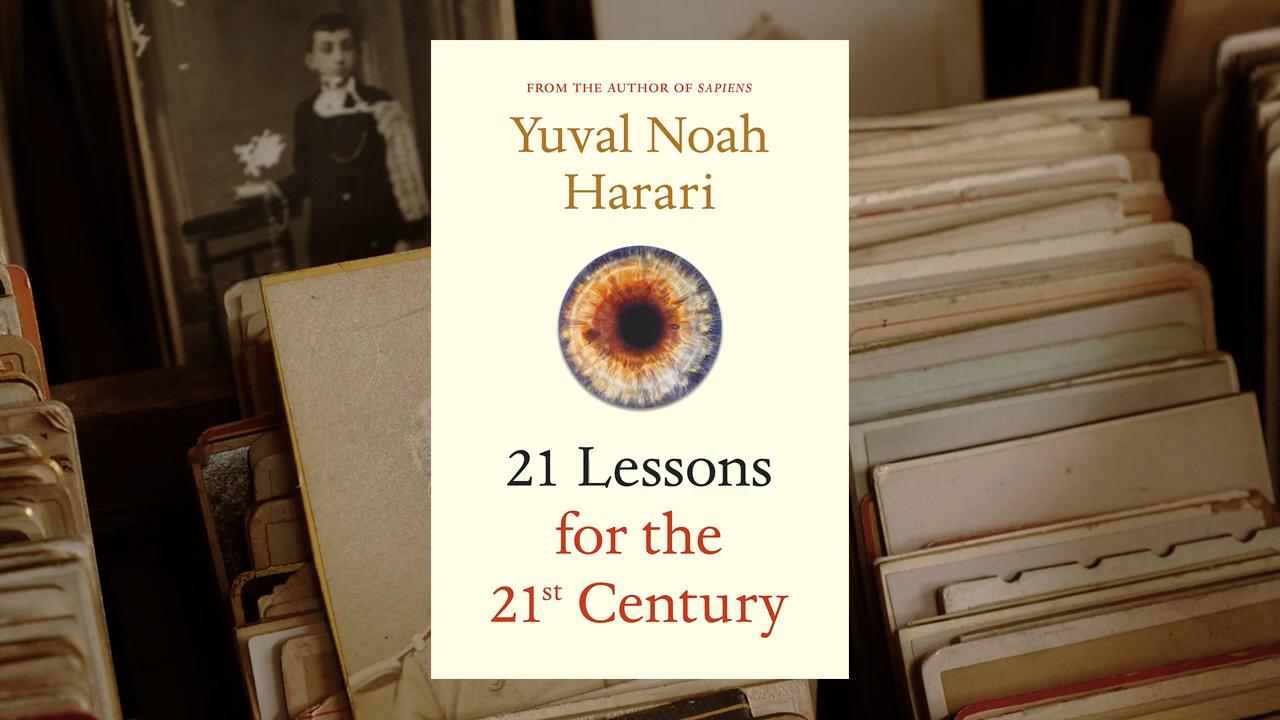 FROM THE AUTHOR OF SAPIENS
Yuval Noah
Harari
21 Lessons
for the
21st Century